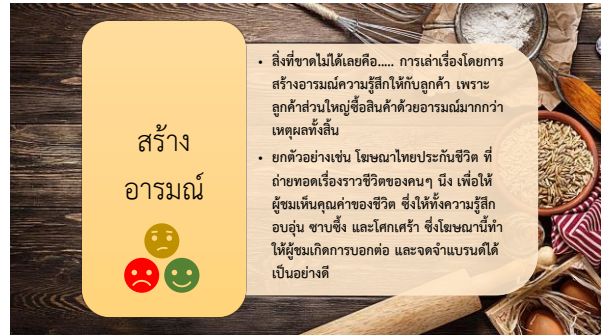 สร้าง
อารมณ์
• สิ่งที่ขาดไม่ได้เลยคือ..... การเล่าเรื่องโดยการ
สร้างอารมณ์ความรู้สึกให้กับลูกค้า เพราะ
ลูกค้าส่วนใหญ่ซื้อสินค้าด้วยอารมณ์มากกว่า
เหตุผลทั้งสิ้น
• ยกตัวอย่างเช่น โฆษณาไทยประกันชีวิต ที่
ถ่ายทอดเรื่องราวชีวิตของคนๆ นึง เพื่อให้
ผู้ชมเห็นคุณค่าของชีวิต ซึ่งให้ทั้งความรู้สึก
อบอุ่น ซาบซึ้ง และโศกเศร้า ซึ่งโฆษณานี้ทำ
ให้ผู้ชมเกิดการบอกต่อ และจดจำแบรนด์ได้
เป็นอย่างดี